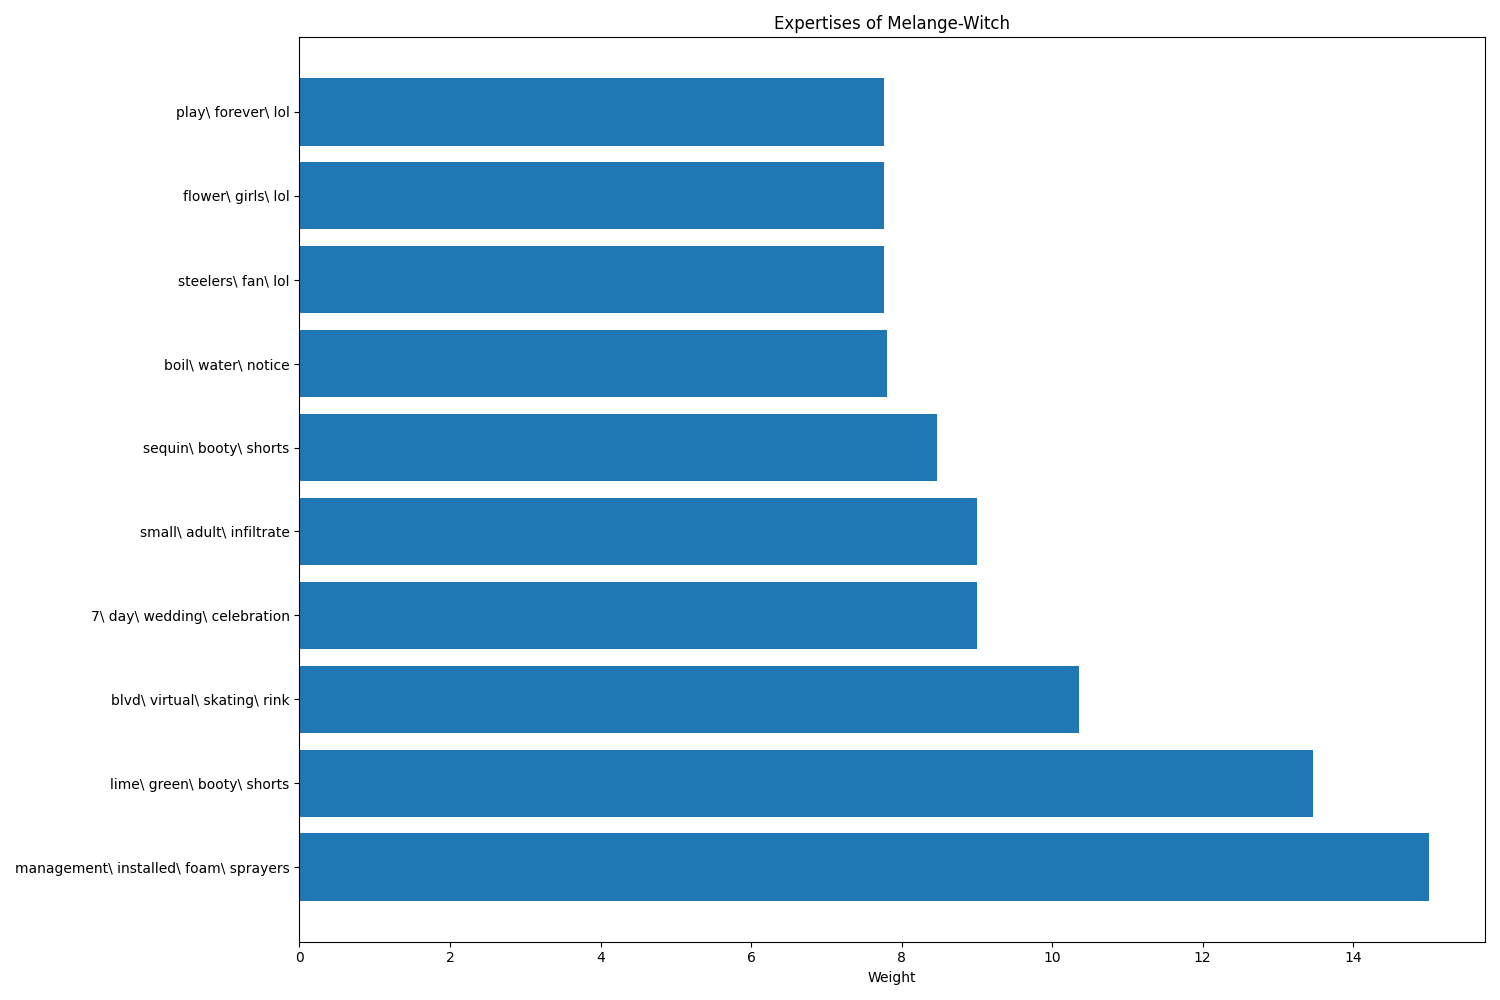 Expertises of Melange-Witch
play\ forever\ lol
flower\ girls\ lol
steelers\ fan\ lol
boil\ water\ notice
sequin\ booty\ shorts
small\ adult\ infiltrate
7\ day\ wedding\ celebration
blvd\ virtual\ skating\ rink
lime\ green\ booty\ shorts
management\ installed\ foam\ sprayers
0 2 4 6 8 10 12 14
Weight